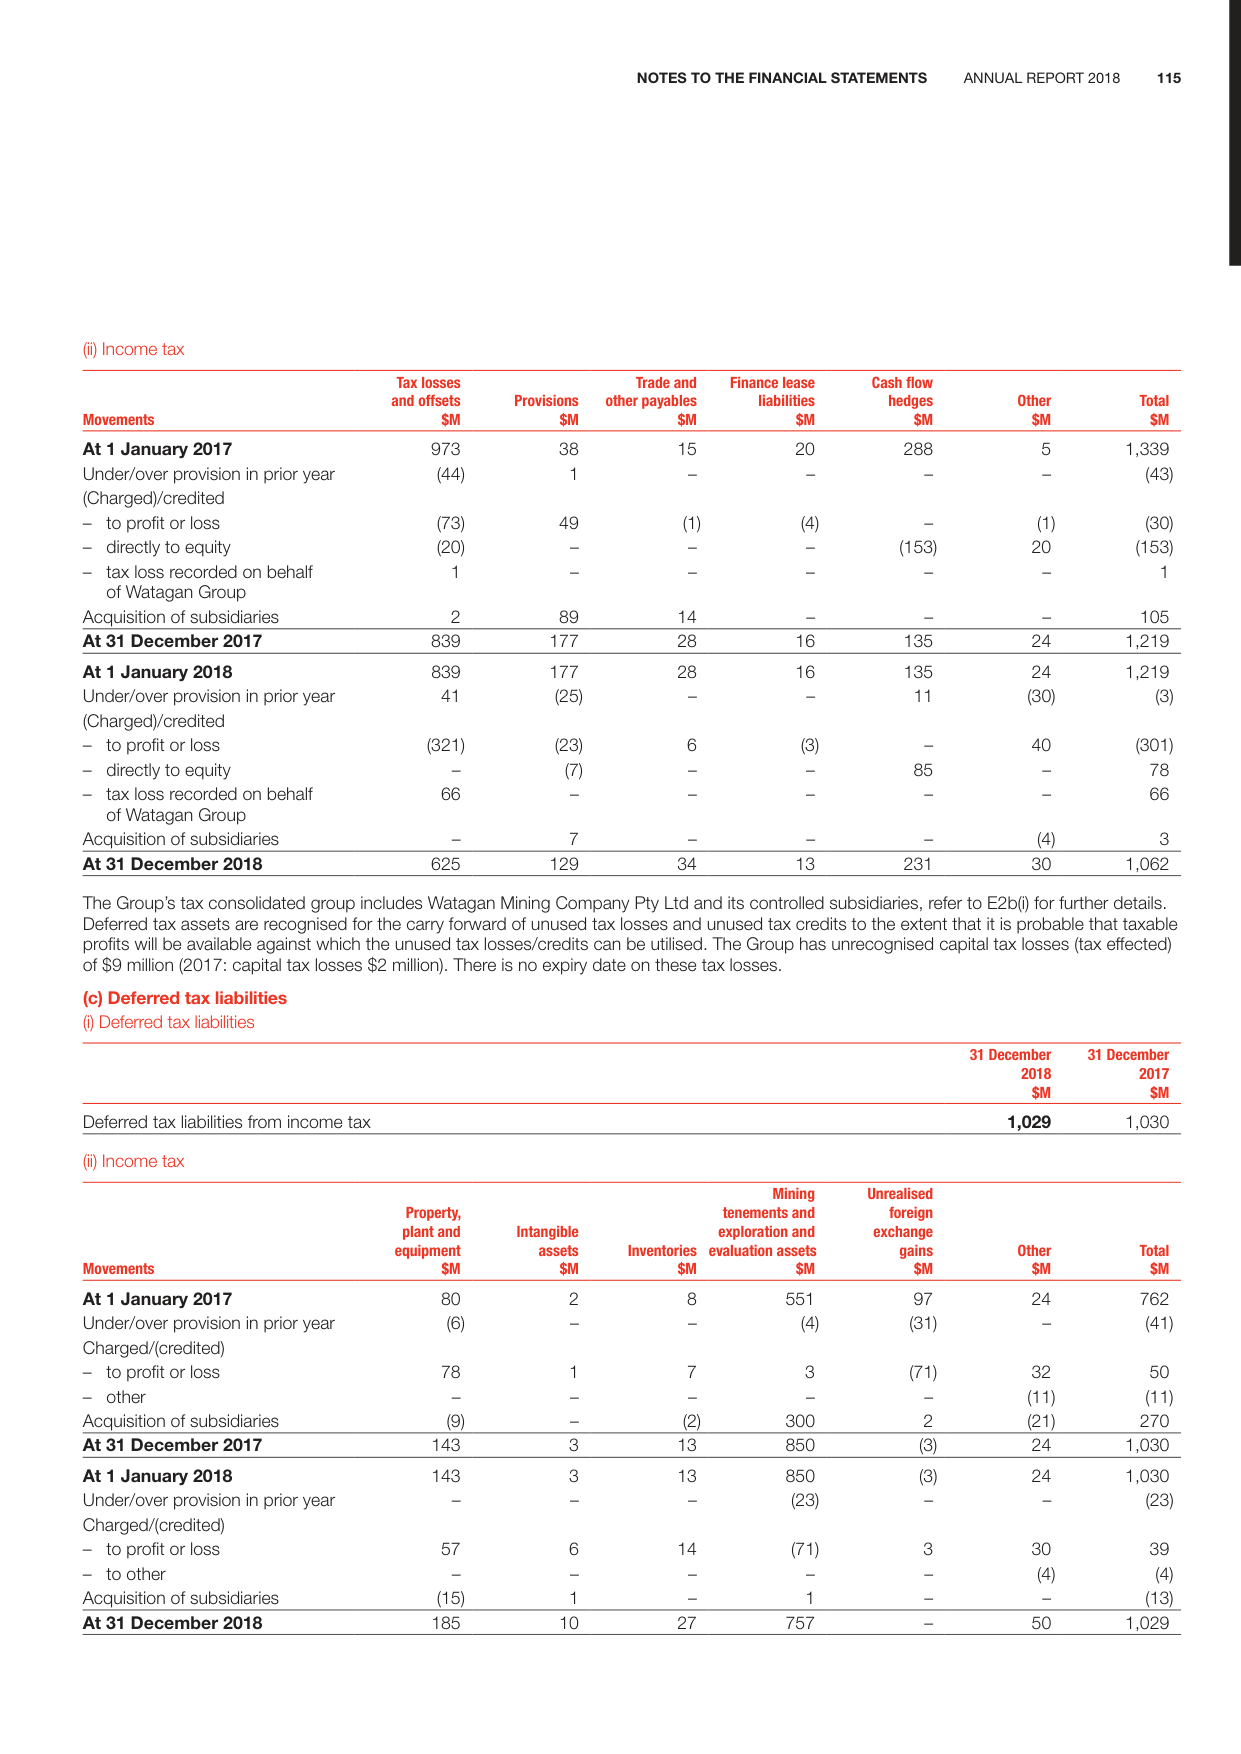 NOTES TO THE FINANCIAL STATEMENTS ANNUAL REPORT 2018 115
(ii) Income tax
Tax losses Trade and Finance lease Cash flow
and offsets Provisions other payables liabilities hedges Other Total
Movements $M $M $M $M $M $M $M
At 1 January 2017 973 38 15 20 288 5 1,339
Under/over provision in prior year (44) 1 – – – – (43)
(Charged)/credited
– to profit or loss (73) 49 (1) (4) – (1) (30)
– directly to equity (20) – – – (153) 20 (153)
– tax loss recorded on behalf 1 – – – – – 1
of Watagan Group
Acquisition of subsidiaries 2 89 14 – – – 105
At 31 December 2017 839 177 28 16 135 24 1,219
At 1 January 2018 839 177 28 16 135 24 1,219
Under/over provision in prior year 41 (25) – – 11 (30) (3)
(Charged)/credited
– to profit or loss (321) (23) 6 (3) – 40 (301)
– directly to equity – (7) – – 85 – 78
– tax loss recorded on behalf 66 – – – – – 66
of Watagan Group
Acquisition of subsidiaries – 7 – – – (4) 3
At 31 December 2018 625 129 34 13 231 30 1,062
The Group's tax consolidated group includes Watagan Mining Company Pty Ltd and its controlled subsidiaries, refer to E2b(i) for further details.
Deferred tax assets are recognised for the carry forward of unused tax losses and unused tax credits to the extent that it is probable that taxable
profits will be available against which the unused tax losses/credits can be utilised. The Group has unrecognised capital tax losses (tax effected)
of $9 million (2017: capital tax losses $2 million). There is no expiry date on these tax losses.
(c) Deferred tax liabilities
(i) Deferred tax liabilities
31 December 31 December
2018 2017
$M $M
Deferred tax liabilities from income tax 1,029 1,030
(ii) Income tax
Mining Unrealised
Property, tenements and foreign
plant and Intangible exploration and exchange
equipment assets Inventories evaluation assets gains Other Total
Movements $M $M $M $M $M $M $M
At 1 January 2017 80 2 8 551 97 24 762
Under/over provision in prior year (6) – – (4) (31) – (41)
Charged/(credited)
– to profit or loss 78 1 7 3 (71) 32 50
– other – – – – – (11) (11)
Acquisition of subsidiaries (9) – (2) 300 2 (21) 270
At 31 December 2017 143 3 13 850 (3) 24 1,030
At 1 January 2018 143 3 13 850 (3) 24 1,030
Under/over provision in prior year – – – (23) – – (23)
Charged/(credited)
– to profit or loss 57 6 14 (71) 3 30 39
– to other – – – – – (4) (4)
Acquisition of subsidiaries (15) 1 – 1 – – (13)
At 31 December 2018 185 10 27 757 – 50 1,029